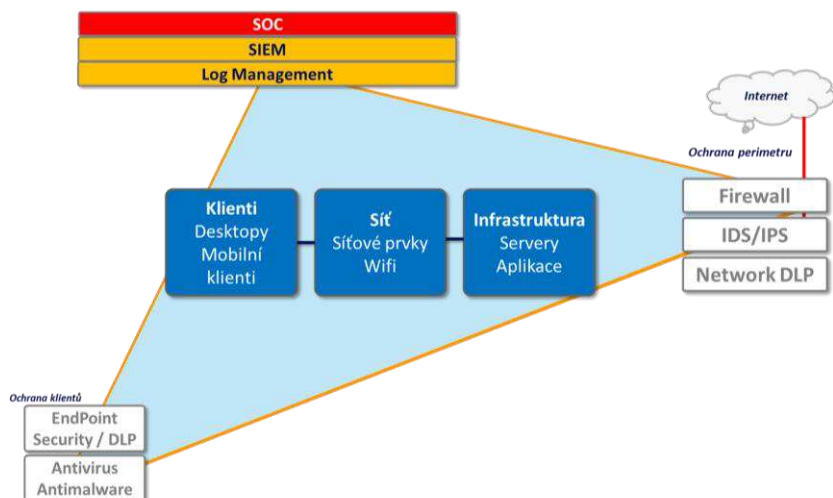 SOC
SIEM
Log Management
Internet
Ochrana perimetru
Firewall
IDS/IPS
Network DLP
Klienti
Desktopy
Mobilní
klienti
Síť
Síťové prvky
Wifi
Infrastruktura
Servery
Aplikace
Ochrana klientů
EndPoint
Security / DLP
Antivirus
Antimalware